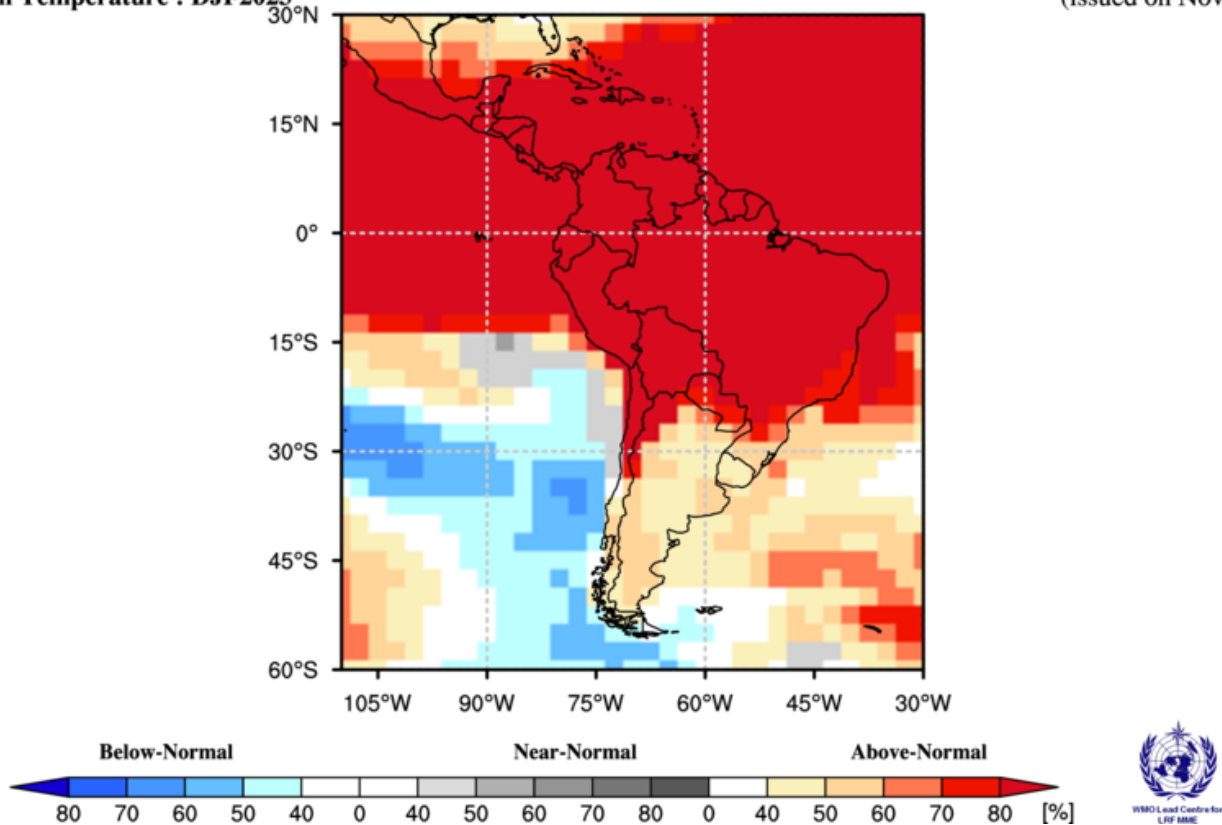 Temperature : DJF2023
(issued on Nov
30°N
15°N
0°
15°S
30°S
45°S
60°S
105°W 90°W 75°W 60°W 45°W 30°W
Below-Normal Near-Normal Above-Normal
80 70 60 50 40 0 40 50 60 70 80 0 40 50 60 70 80 [%]
WMO Lead Centre for
LRF MME